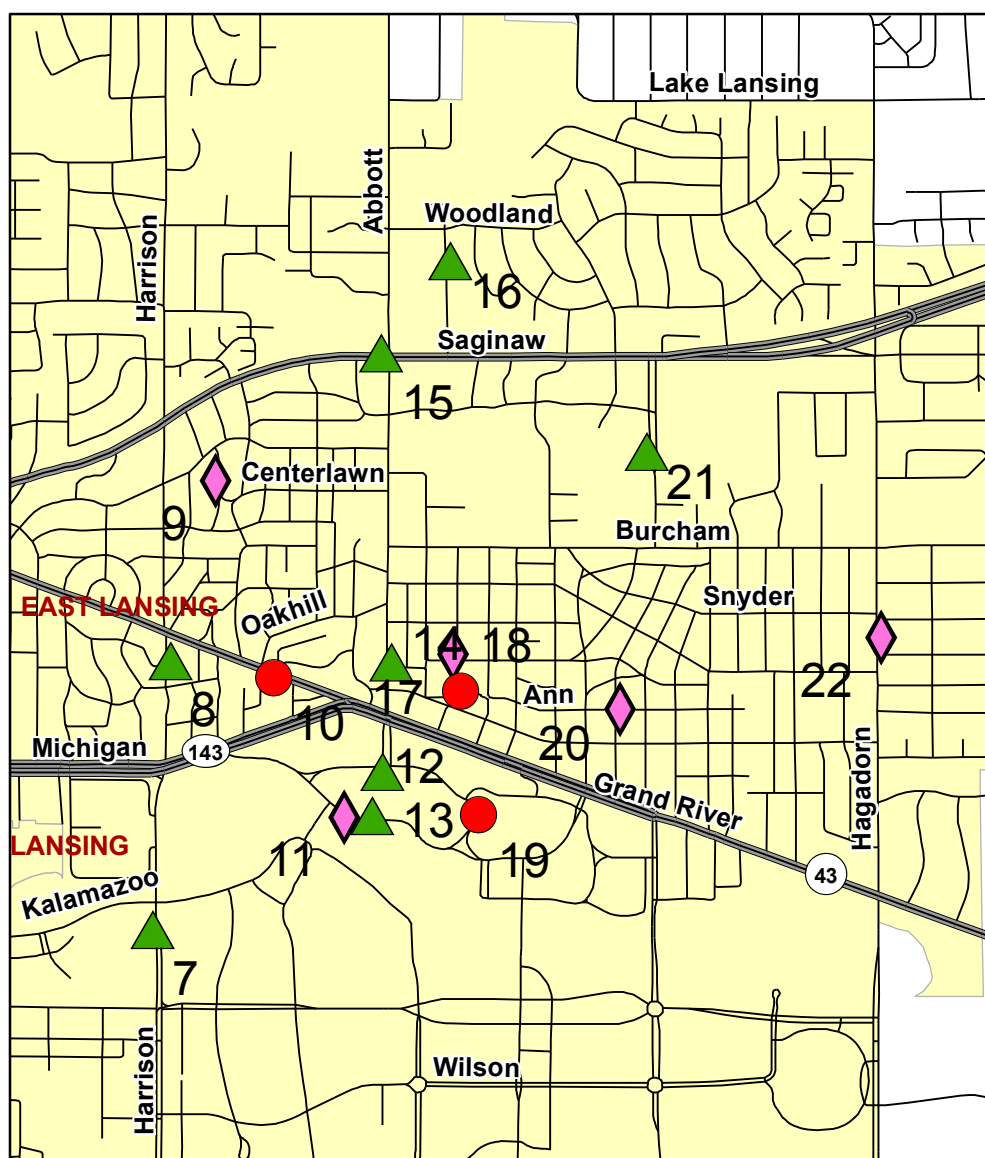 Lake Lansing
Abbott
Woodland
Harrison
16
Saginaw
15
Centerlawn
21
9
Burcham
EAST LANSING
Oakhill
Snyder
14
18
22
17
Ann
8
10
20
Michigan
143
12
Grand River
Hagadorn
13
LANSING
11
19
43
Kalamazoo
7
Harrison
Wilson